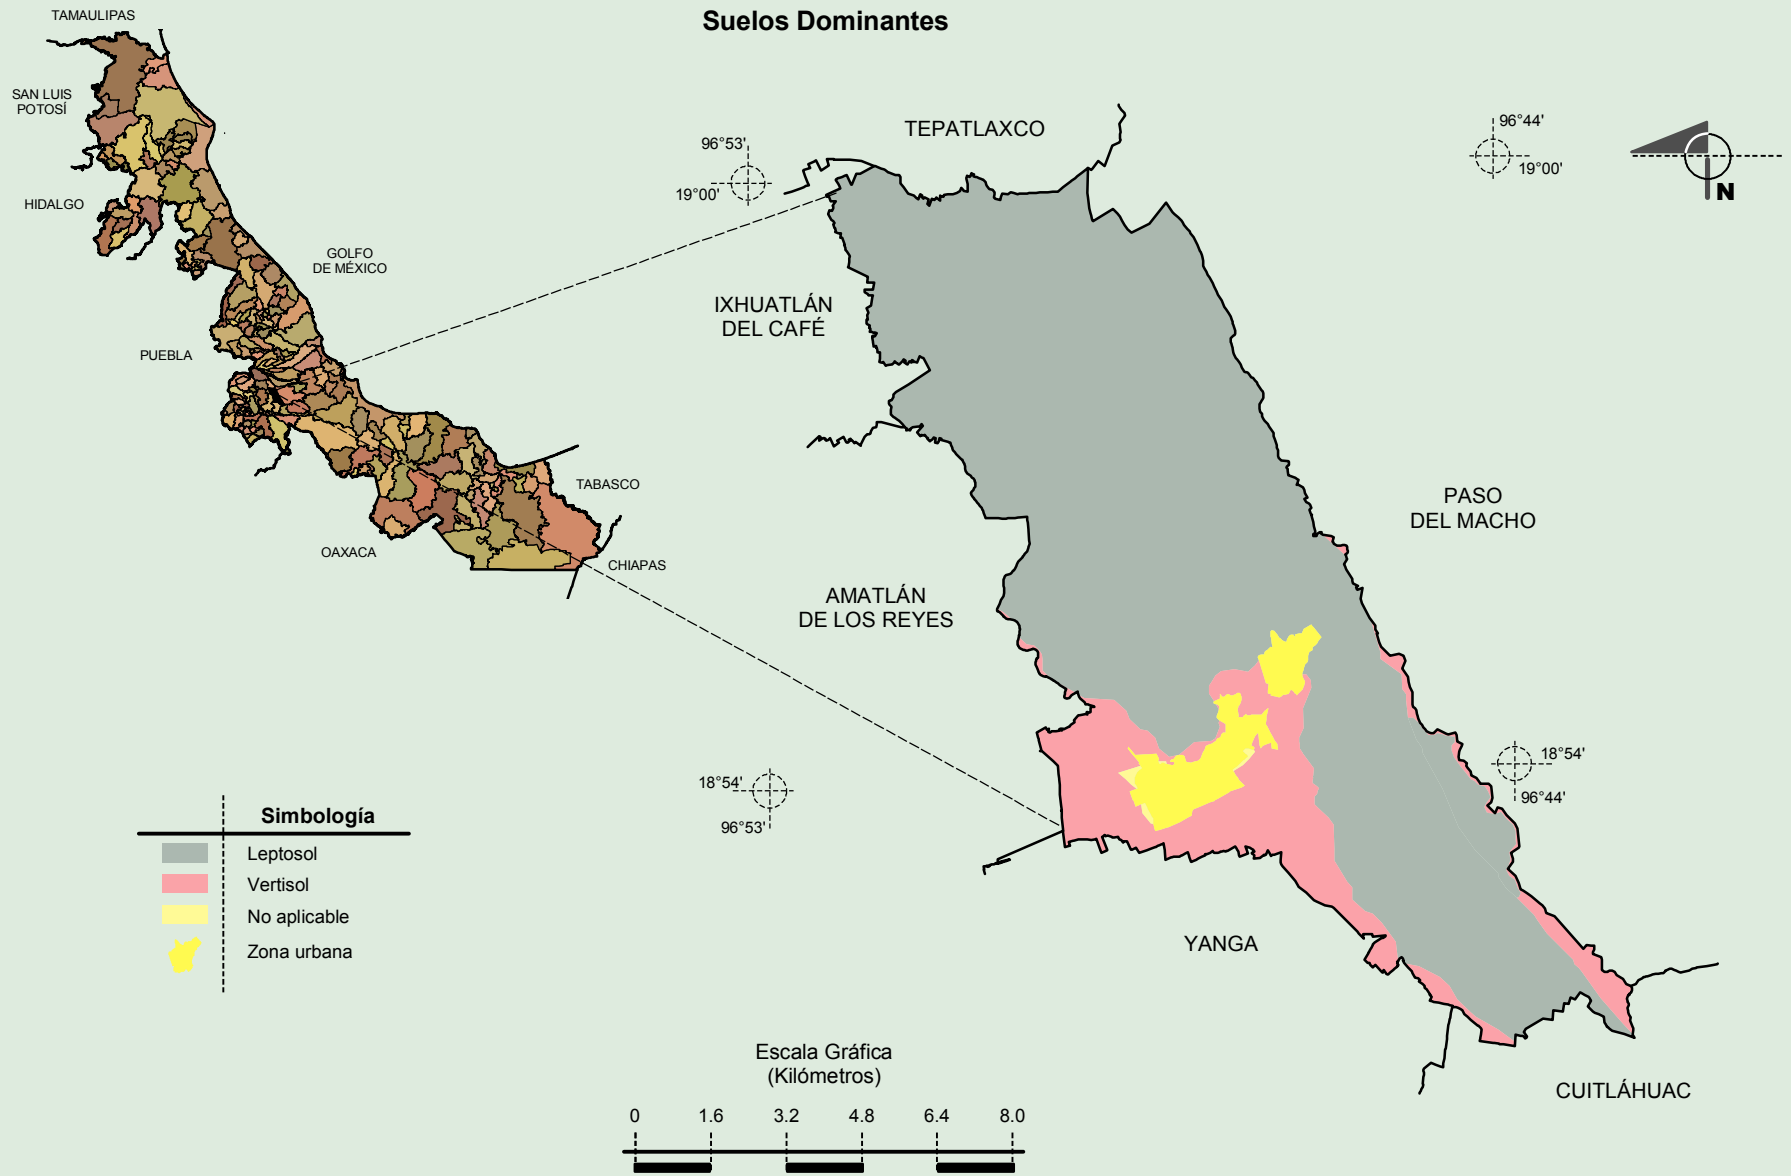 Suelos Dominantes
TAMAULIPAS
SAN LUIS
POTOSÍ
HIDALGO
GOLFO
DE MÉXICO
PUEBLA
TABASCO
OAXACA
CHIAPAS
TEPATLAXCO
96°53'
19°00'
96°44'
19°00'
N
IXHUATLÁN
DEL CAFÉ
PASO
DEL MACHO
AMATLÁN
DE LOS REYES
18°54'
96°53'
18°54'
96°44'
YANGA
CUITLÁHUAC
Simbología
Leptosol
Vertisol
No aplicable
Zona urbana
Escala Gráfica
(Kilómetros)
0 1.6 3.2 4.8 6.4 8.0